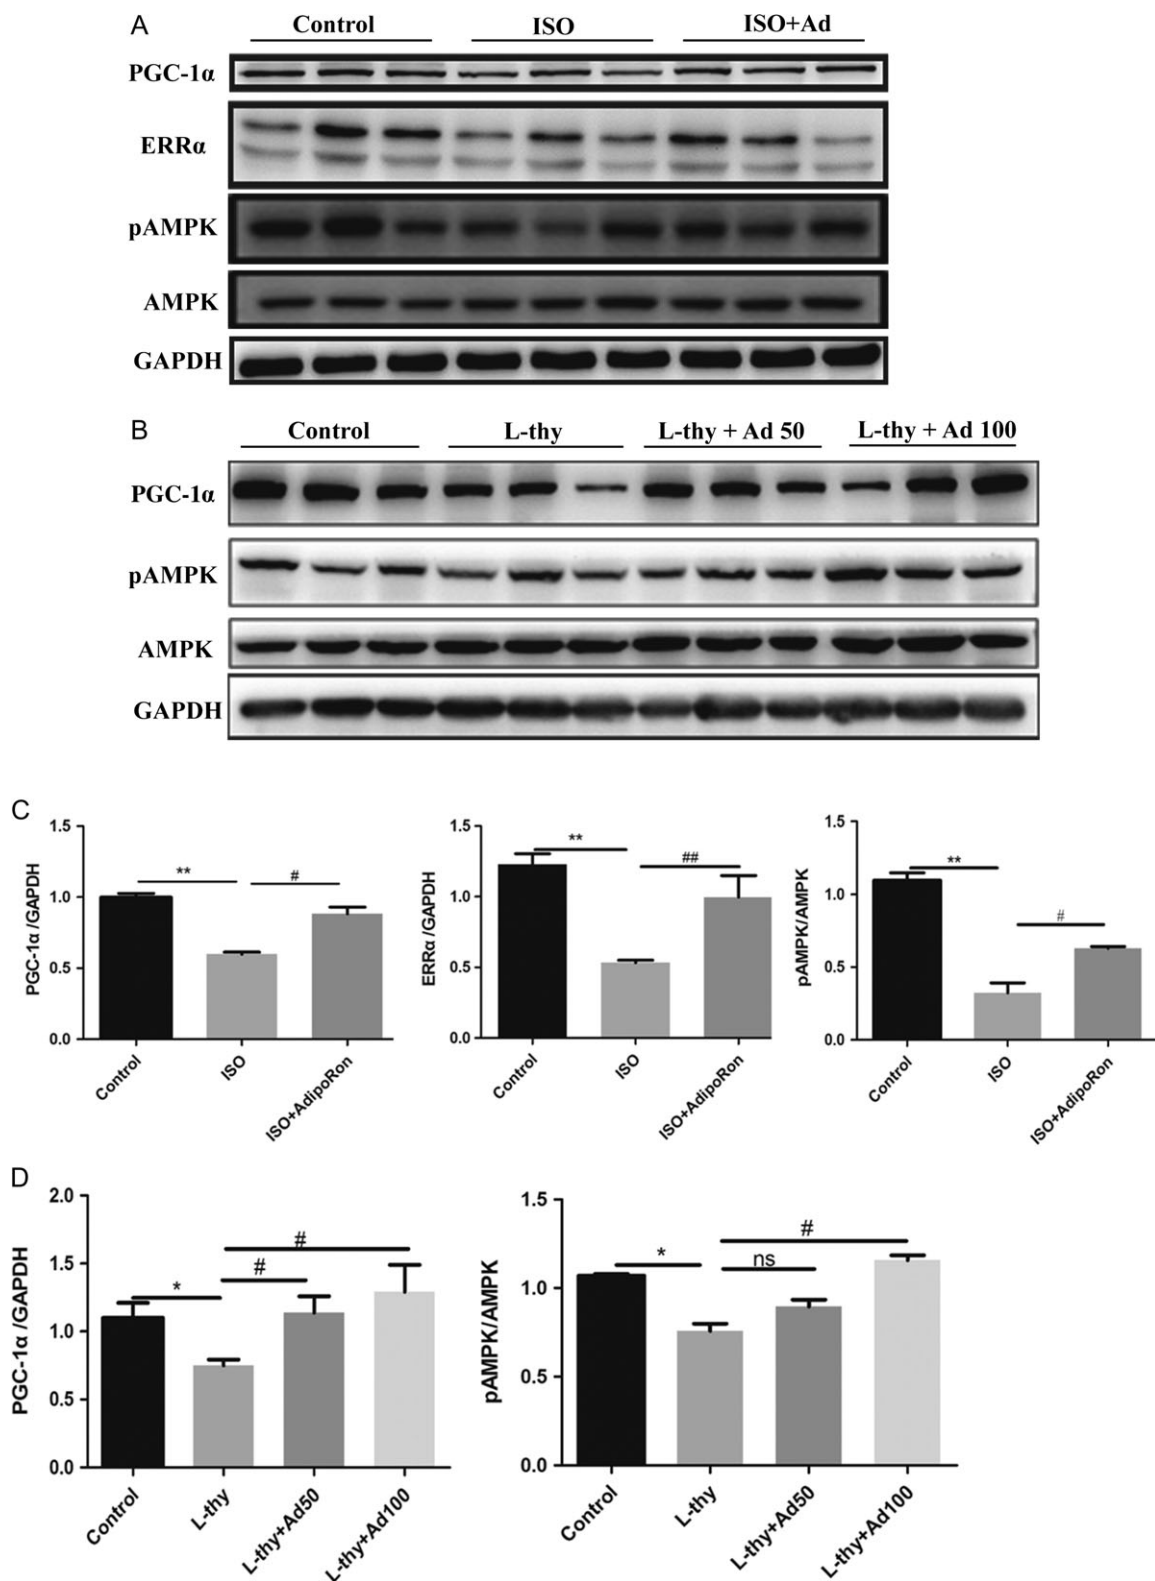 A
Control ISO ISO+Ad
PGC-1α
ERRα
pAMPK
AMPK
GAPDH
B
Control L-thy L-thy + Ad 50 L-thy + Ad 100
PGC-1α
pAMPK
AMPK
GAPDH
C
PGC-1α /GAPDH
1.5
1.0
0.5
0.0
** #
Control ISO ISO+AdipoRon
ERRα /GAPDH
1.5
1.0
0.5
0.0
** ##
Control ISO ISO+AdipoRon
pAMPK/AMPK
1.5
1.0
0.5
0.0
** #
Control ISO ISO+AdipoRon
D
PGC-1α /GAPDH
2.0
1.5
1.0
0.5
0.0
#
* #
Control L-thy L-thy+Ad50 L-thy+Ad100
pAMPK/AMPK
1.5
1.0
0.5
0.0
#
* ns
Control L-thy L-thy+Ad50 L-thy+Ad100